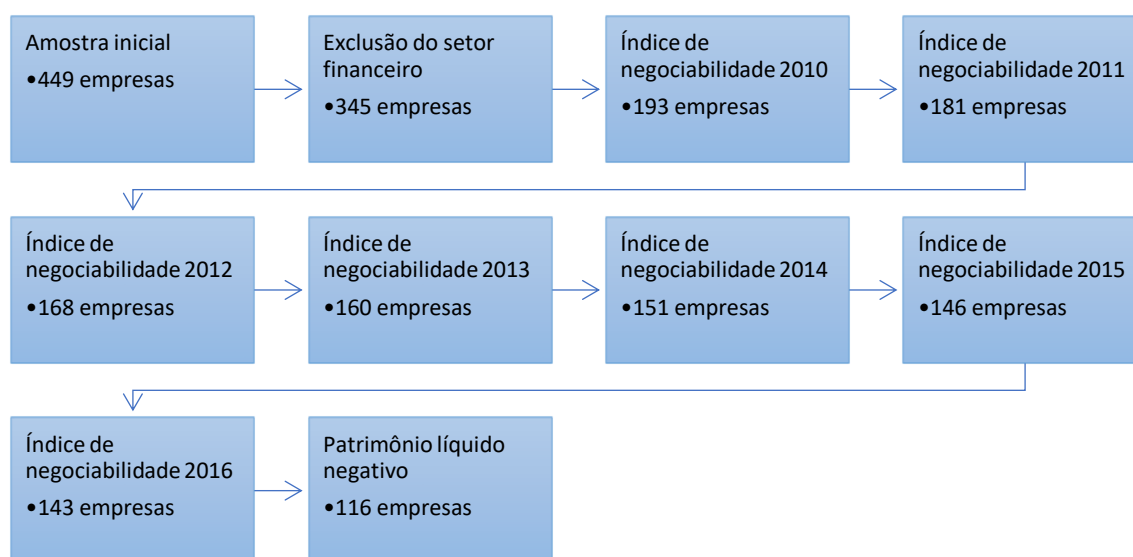 Amostra inicial
•449 empresas
Exclusão do setor
financeiro
•345 empresas
Índice de
negociabilidade 2010
•193 empresas
Índice de
negociabilidade 2011
•181 empresas
Índice de
negociabilidade 2012
•168 empresas
Índice de
negociabilidade 2013
•160 empresas
Índice de
negociabilidade 2014
•151 empresas
Índice de
negociabilidade 2015
•146 empresas
Índice de
negociabilidade 2016
•143 empresas
Patrimônio líquido
negativo
•116 empresas